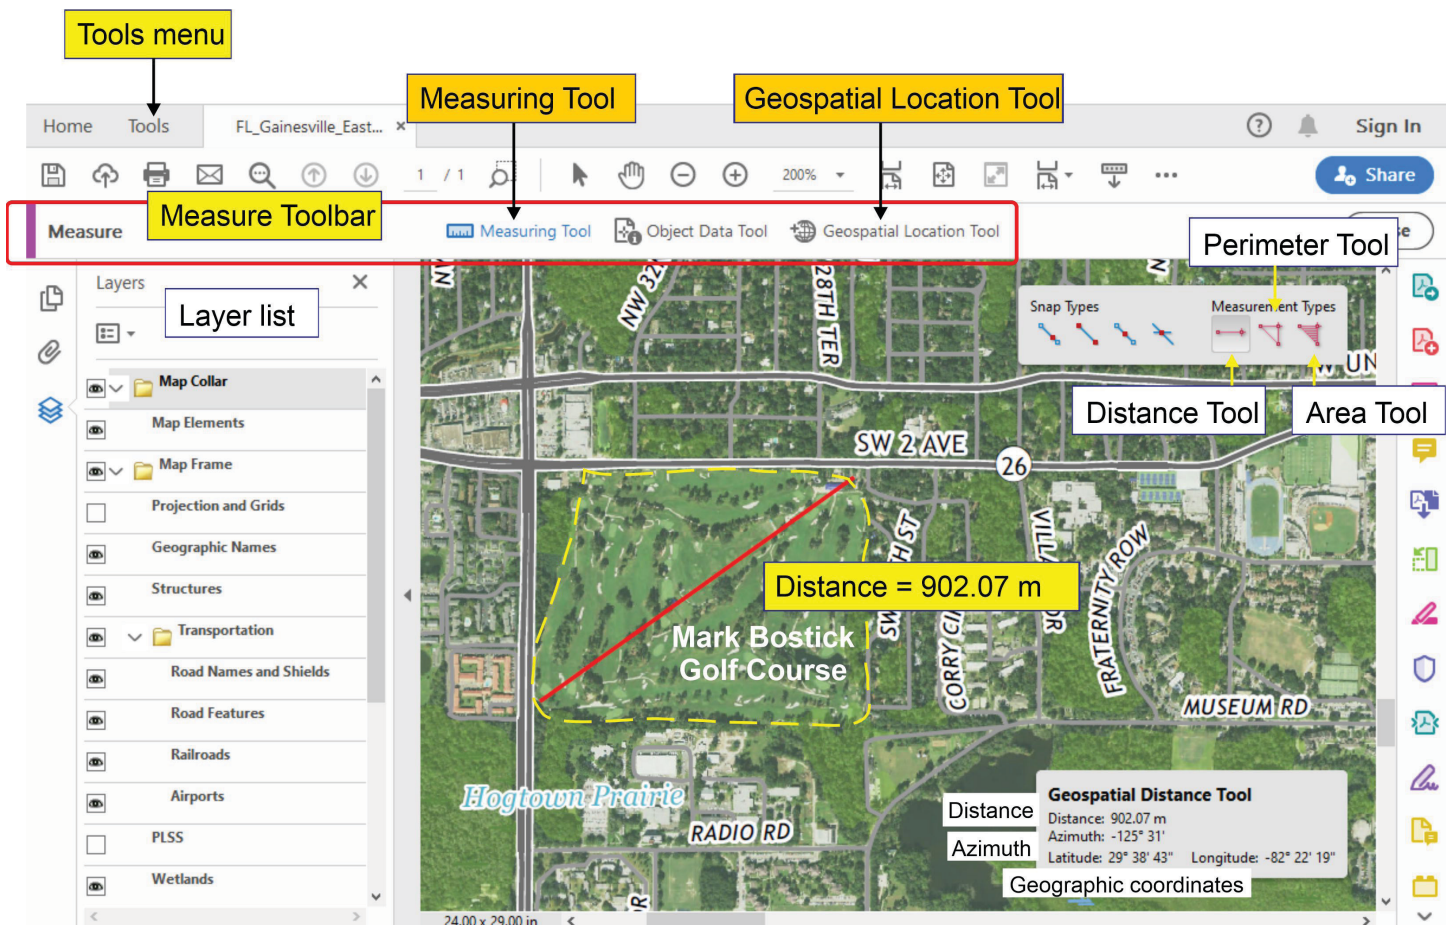 Tools menu
Measuring Tool
Geospatial Location Tool
Home
Tools
FL_Gainesville_East...
Sign In
1 / 1
200%
Share
Measure
Measure Toolbar
Measuring Tool
Object Data Tool
Geospatial Location Tool
Perimeter Tool
Layers
Layer list
Snap Types
Measurement Types
Distance Tool
Area Tool
Map Collar
Map Elements
Map Frame
Projection and Grids
Geographic Names
Structures
Transportation
Road Names and Shields
Road Features
Railroads
Airports
PLSS
Wetlands
28TH TER
W UN
SW 2 AVE
26
FRATERNITY ROW
Distance = 902.07 m
Mark Bostick
Golf Course
MUSEUM RD
Hogtown Prairie
RADIO RD
Distance
Azimuth
Geographic coordinates
Geospatial Distance Tool
Distance: 902.07 m
Azimuth: -125° 31'
Latitude: 29° 38' 43" Longitude: -82° 22' 19"
24.00 x 29.00 in